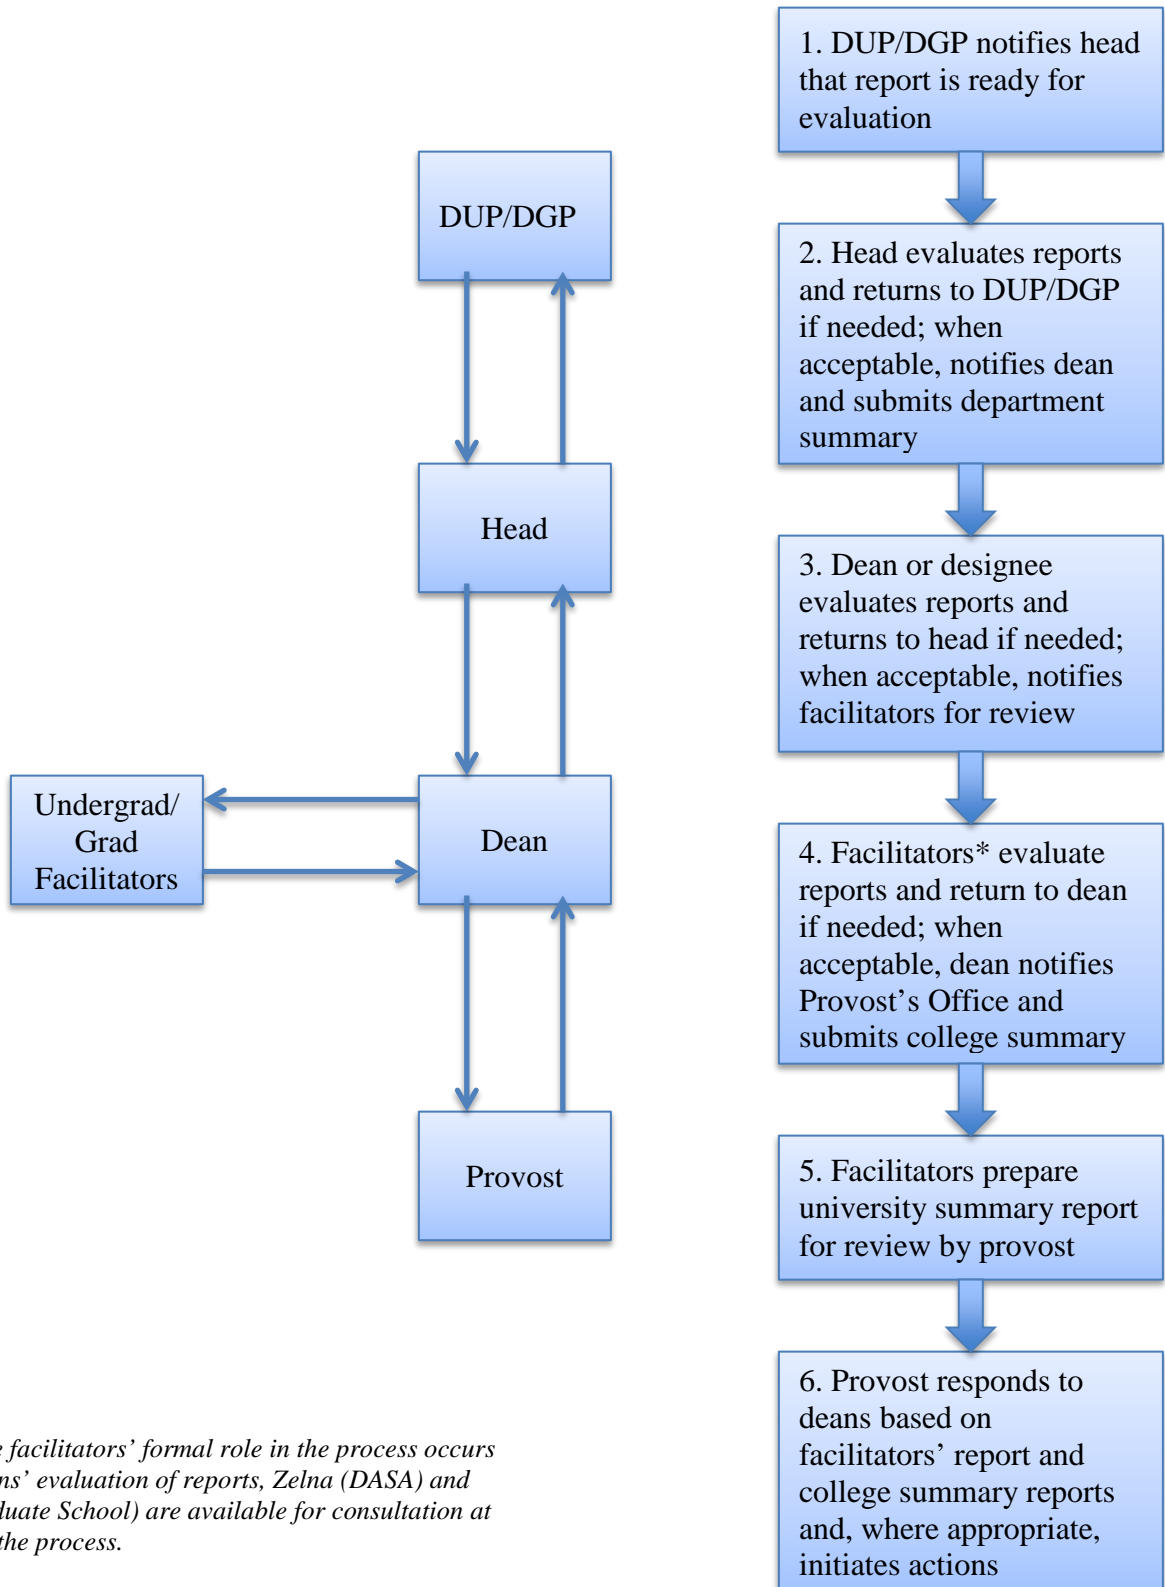 DUP/DGP
Head
Undergrad/
Grad
Facilitators
Dean
Provost
1. DUP/DGP notifies head
that report is ready for
evaluation
2. Head evaluates reports
and returns to DUP/DGP
if needed; when
acceptable, notifies dean
and submits department
summary
3. Dean or designee
evaluates reports and
returns to head if needed;
when acceptable, notifies
facilitators for review
4. Facilitators* evaluate
reports and return to dean
if needed; when
acceptable, dean notifies
Provost’s Office and
submits college summary
5. Facilitators prepare
university summary report
for review by provost
6. Provost responds to
deans based on
facilitators’ report and
college summary reports
and, where appropriate,
initiates actions
facilitators’ formal role in the process occurs
evaluation of reports, Zelna (DASA) and
School) are available for consultation at
the process.